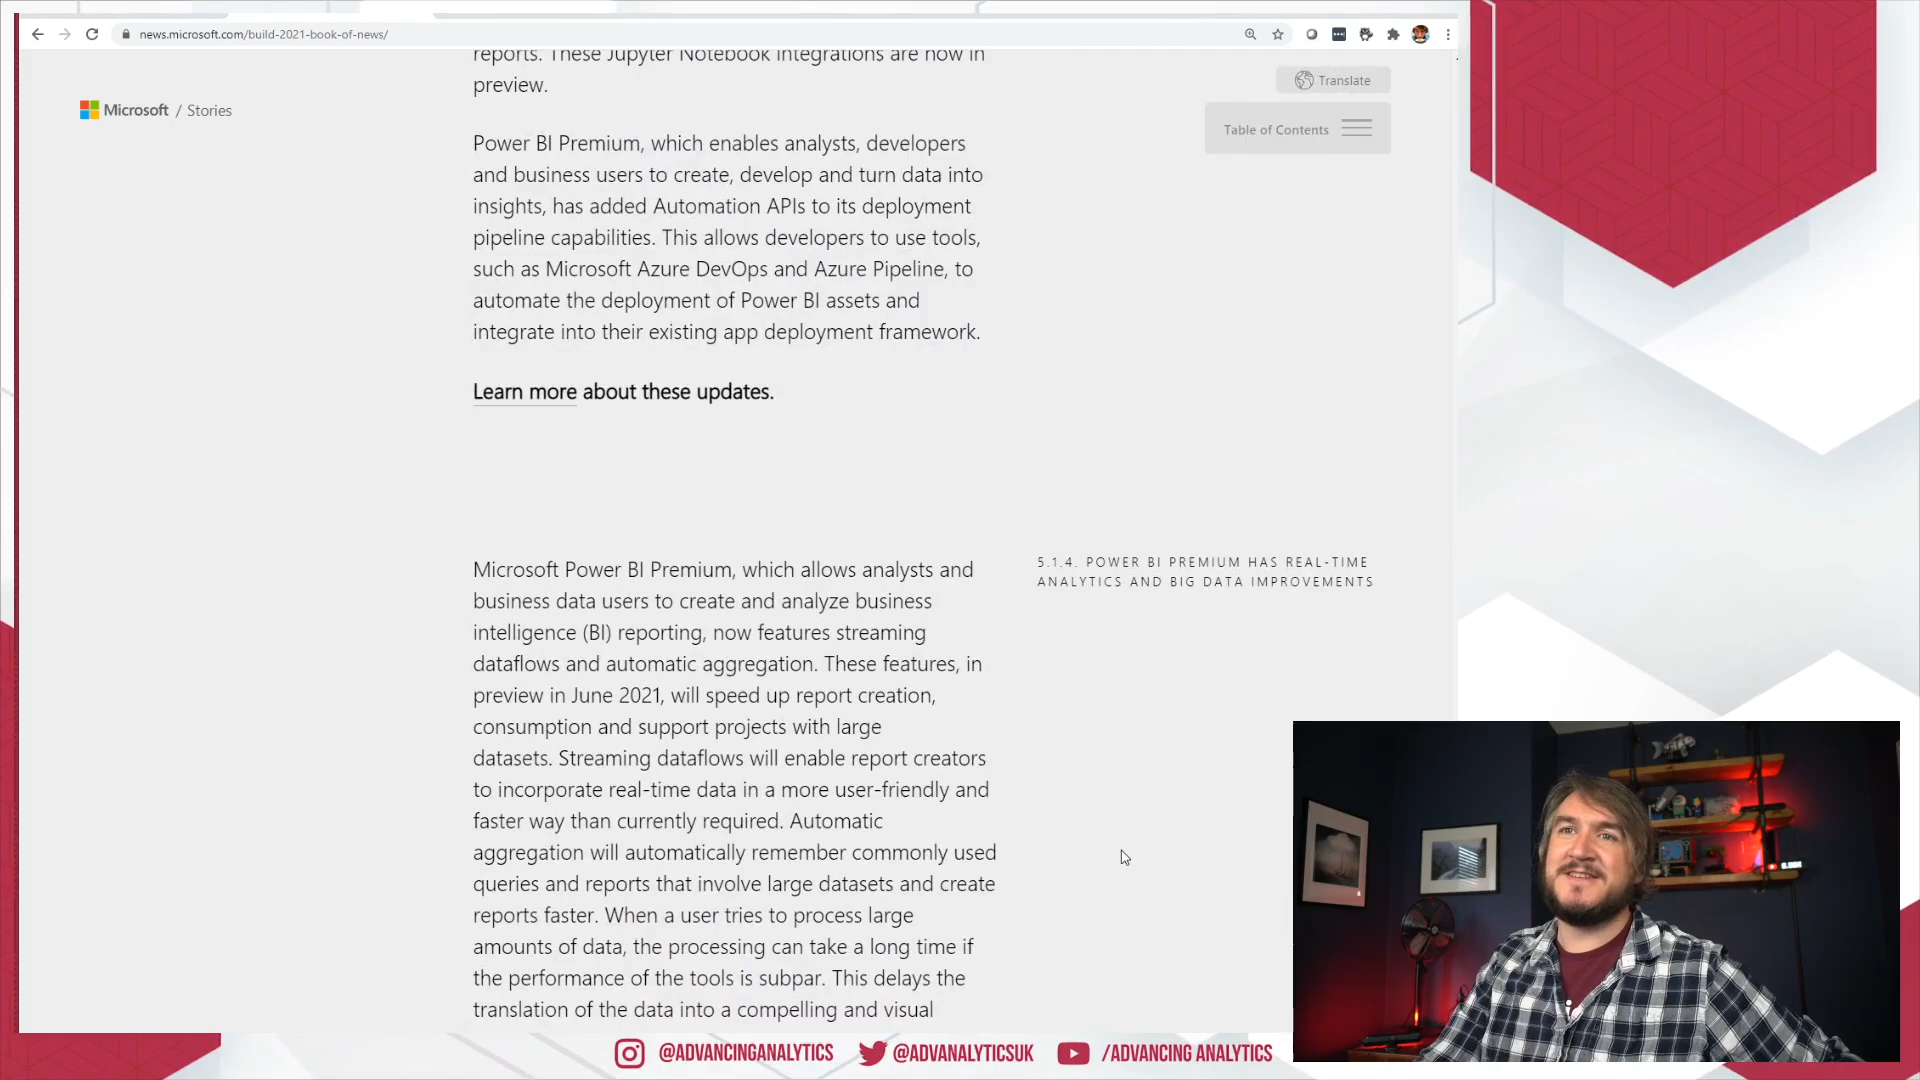 news.microsoft.com/build-2021-book-of-news/
reports. These Jupyter Notebook integrations are now in
preview.
Translate
Microsoft / Stories
Table of Contents
Power BI Premium, which enables analysts, developers
and business users to create, develop and turn data into
insights, has added Automation APIs to its deployment
pipeline capabilities. This allows developers to use tools,
such as Microsoft Azure DevOps and Azure Pipeline, to
automate the deployment of Power BI assets and
integrate into their existing app deployment framework.
Learn more about these updates.
5.1.4. POWER BI PREMIUM HAS REAL-TIME
ANALYTICS AND BIG DATA IMPROVEMENTS
Microsoft Power BI Premium, which allows analysts and
business data users to create and analyze business
intelligence (BI) reporting, now features streaming
dataflows and automatic aggregation. These features, in
preview in June 2021, will speed up report creation,
consumption and support projects with large
datasets. Streaming dataflows will enable report creators
to incorporate real-time data in a more user-friendly and
faster way than currently required. Automatic
aggregation will automatically remember commonly used
queries and reports that involve large datasets and create
reports faster. When a user tries to process large
amounts of data, the processing can take a long time if
the performance of the tools is subpar. This delays the
translation of the data into a compelling and visual
@ADVANCINGANALYTICS
@ADVANALYTICSUK
/ADVANCING ANALYTICS